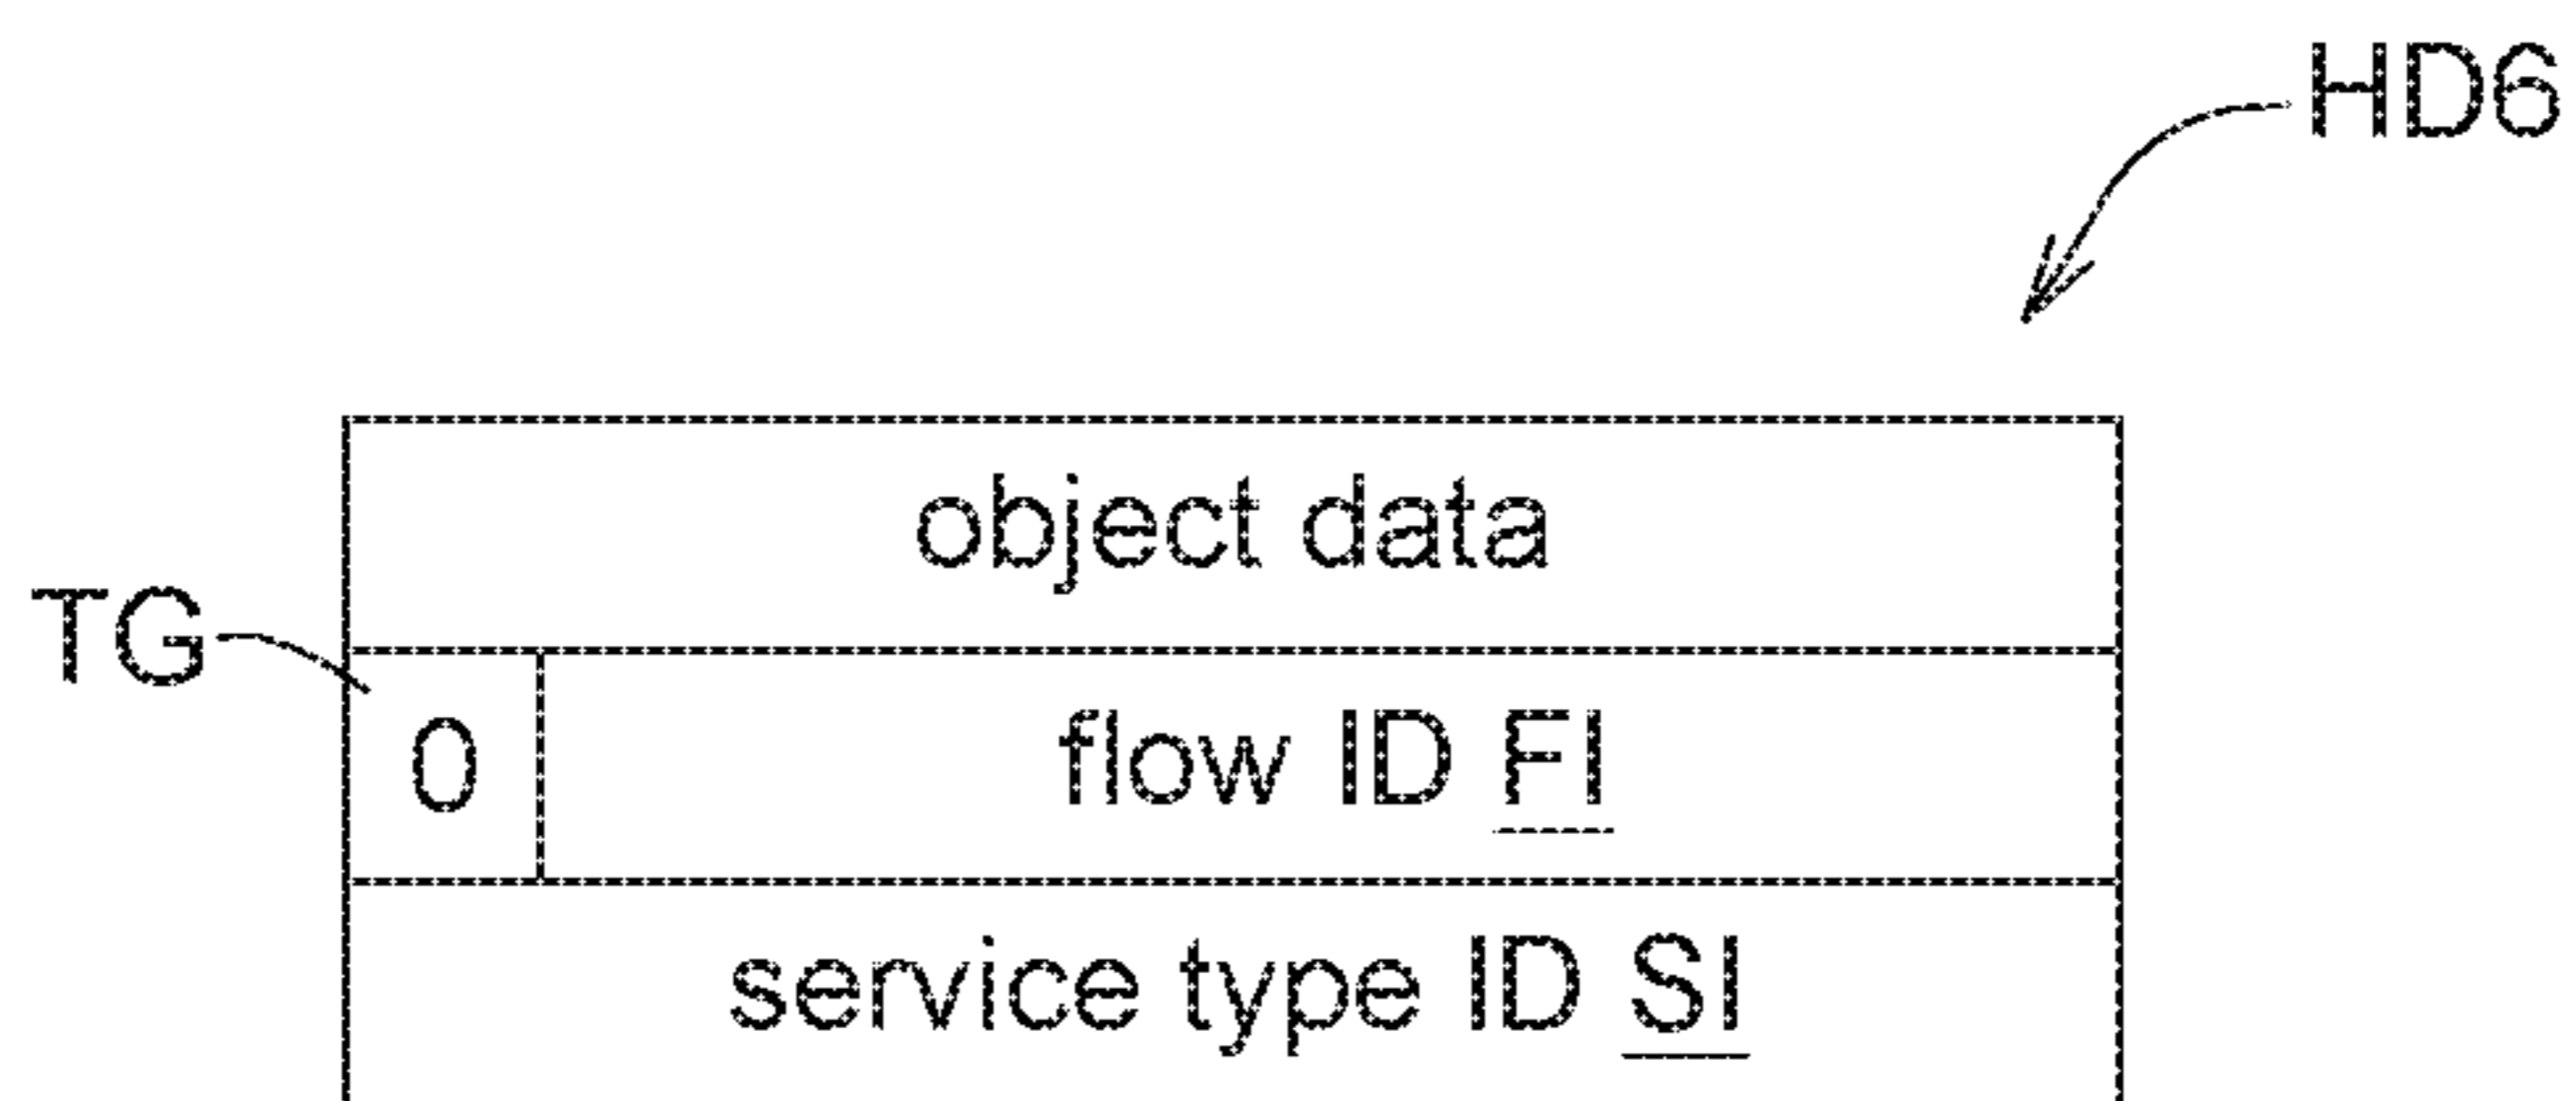 HD6
object data
TG
0 flow ID FI
service type ID SI